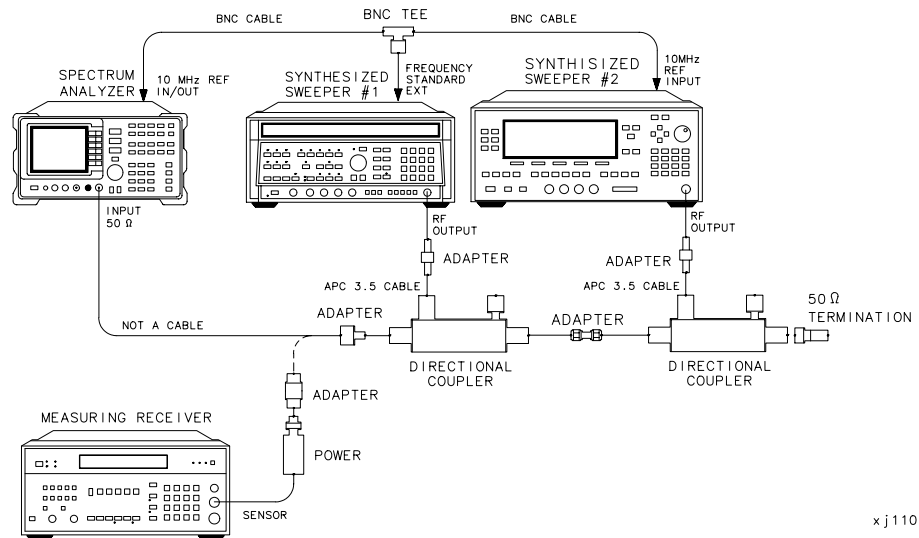 BNC CABLE
BNC TEE
BNC CABLE
SPECTRUM
ANALYZER
10 MHz REF
IN/OUT
SYNTHESIZED
SWEEPER #1
FREQUENCY
STANDARD
EXT
SYNTHISIZED
SWEEPER #2
10MHz
REF
INPUT
INPUT
50 Ω
RF
OUTPUT
RF
OUTPUT
ADAPTER
ADAPTER
APC 3.5 CABLE
APC 3.5 CABLE
50 Ω
TERMINATION
ADAPTER
NOT A CABLE
ADAPTER
DIRECTIONAL
COUPLER
DIRECTIONAL
COUPLER
ADAPTER
MEASURING RECEIVER
POWER
SENSOR
xj110